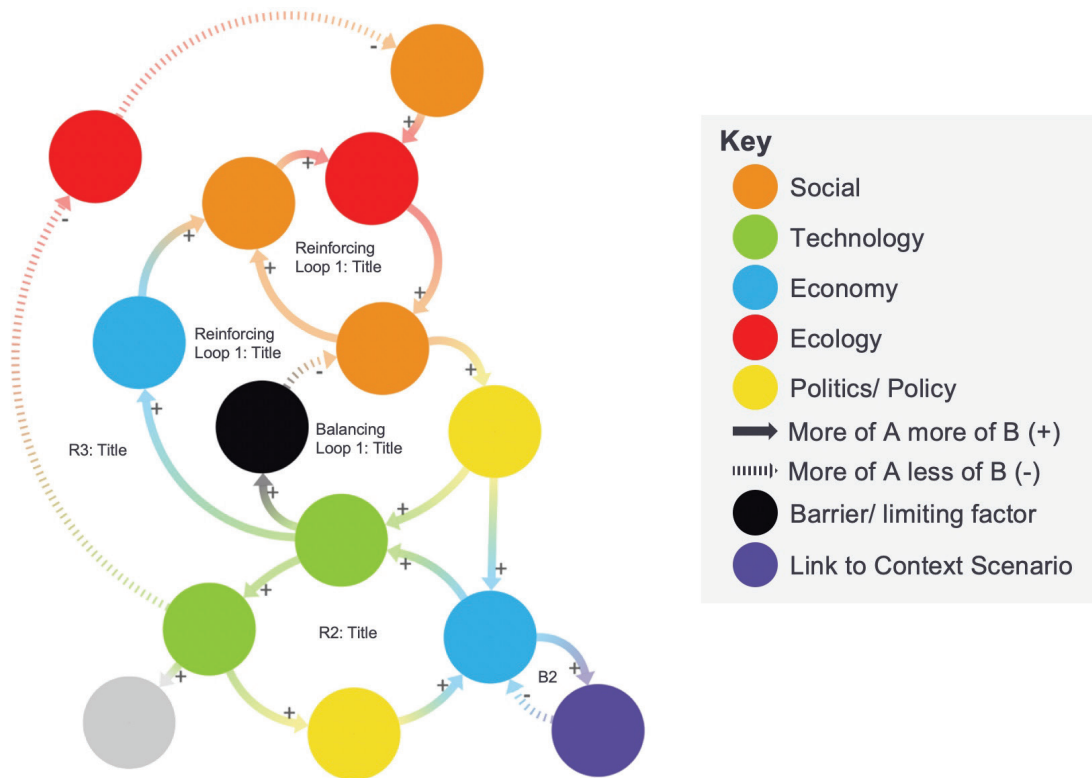 -
+
+
-
+
Reinforcing
Loop 1: Title
+
+
Reinforcing
Loop 1: Title
-
+
+
Balancing
Loop 1: Title
R3: Title
+
+
+
+
+
R2: Title
+
+
B2
+
-
+
Key
Social
Technology
Economy
Ecology
Politics/ Policy
More of A more of B (+)
More of A less of B (-)
Barrier/ limiting factor
Link to Context Scenario